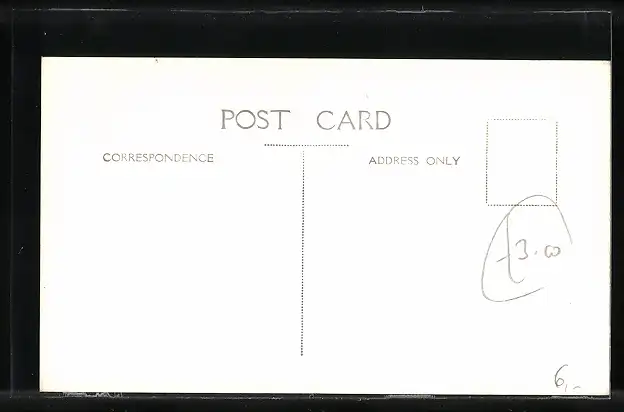 POST CARD
CORRESPONDENCE
ADDRESS ONLY
£3.00
6,-